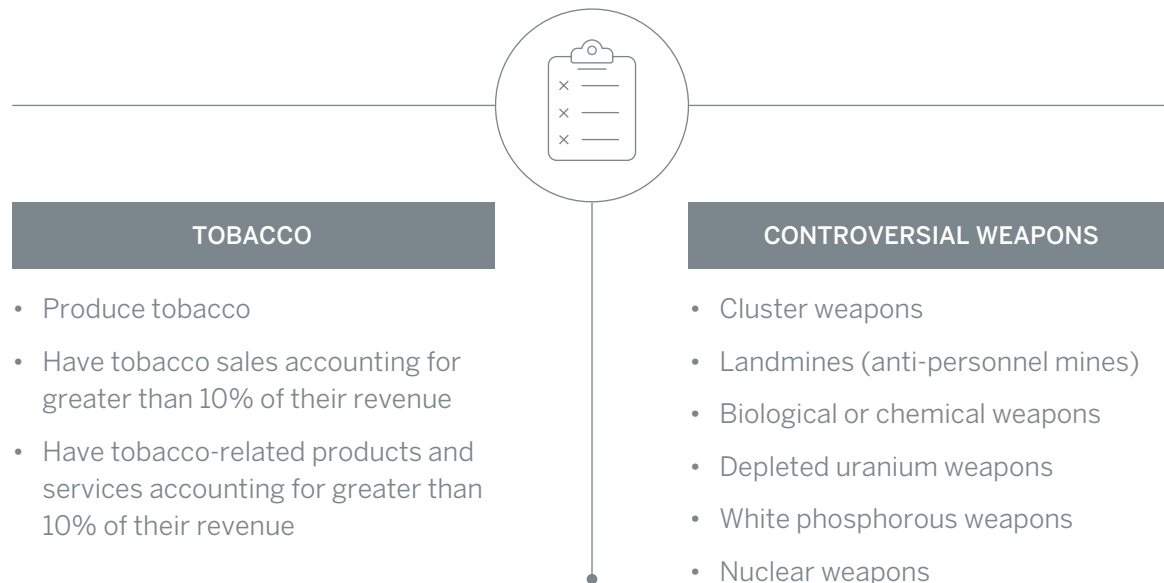 TOBACCO
• Produce tobacco
• Have tobacco sales accounting for
greater than 10% of their revenue
• Have tobacco-related products and
services accounting for greater than
10% of their revenue
CONTROVERSIAL WEAPONS
• Cluster weapons
• Landmines (anti-personnel mines)
• Biological or chemical weapons
• Depleted uranium weapons
• White phosphorous weapons
• Nuclear weapons